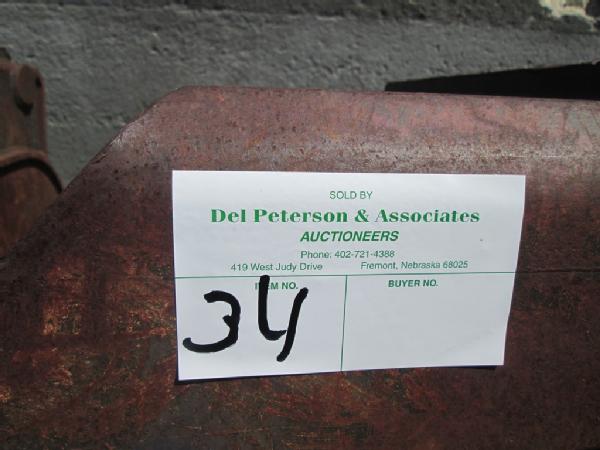 SOLD BY
Del Peterson & Associates
AUCTIONEERS
Phone: 402-721-4388
419 West Judy Drive Fremont, Nebraska 68025
ITEM NO. BUYER NO.
34